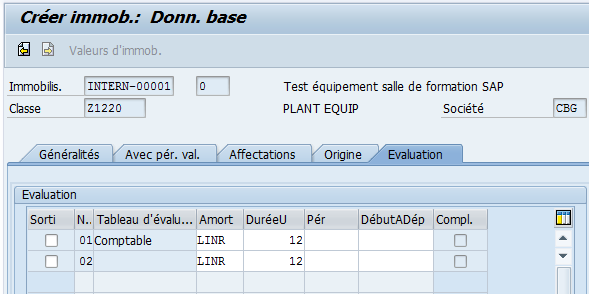 Créer immob.: Donn. base
Valeurs d'immob.
Immobilis. INTERN-00001 0 Test équipement salle de formation SAP
Classe Z1220 PLANT EQUIP Société CBG
Généralités Avec pér. val. Affectations Origine Evaluation
Evaluation
Sorti N.. Tableau d'évalu... Amort DuréeU Pér DébutADép Compl.
01 Comptable LINR 12
02 LINR 12